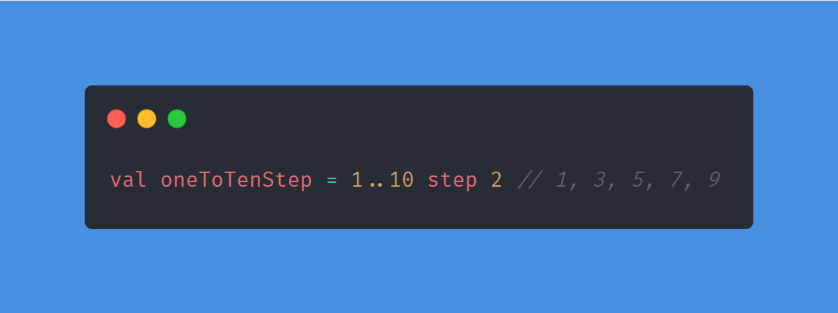 val oneToTenStep = 1..10 step 2 // 1, 3, 5, 7, 9